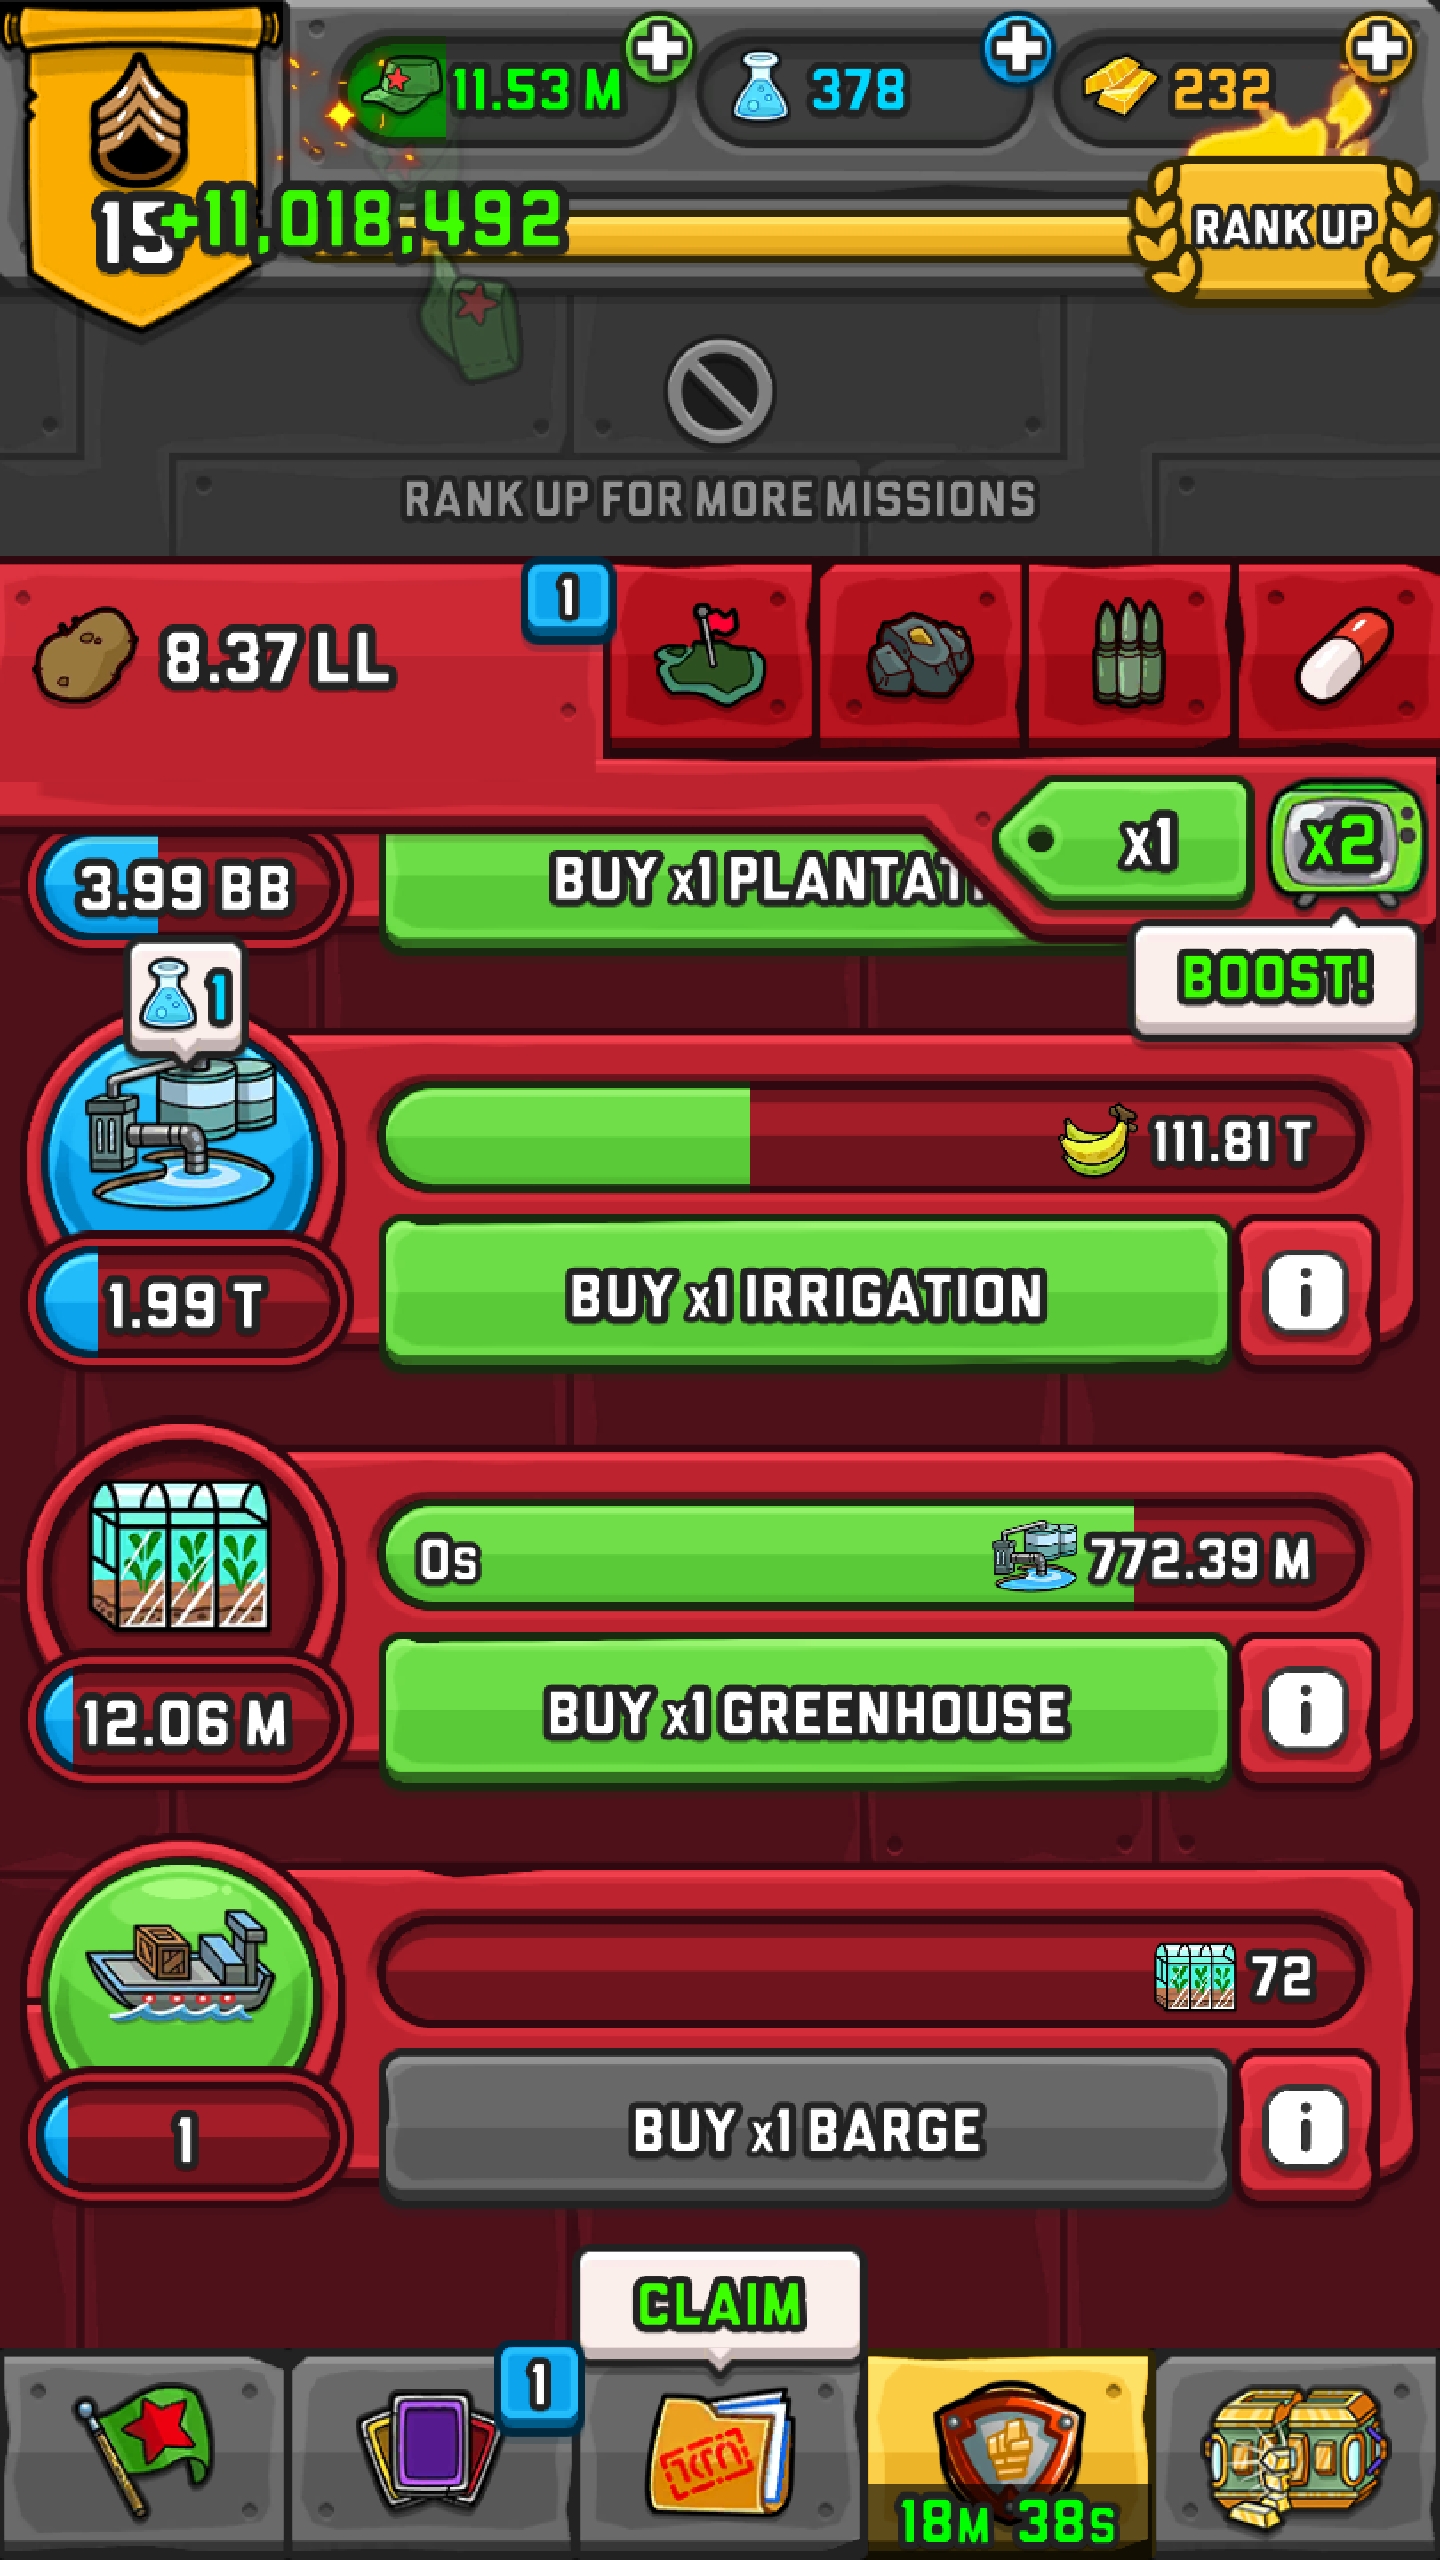 11.53 M
378
232
15
+11,018,492
RANK UP
RANK UP FOR MORE MISSIONS
8.37 LL
1
x1
x2
BOOST!
3.99 BB
BUY x1 PLANTATI
1
111.81 T
1.99 T
BUY x1 IRRIGATION
i
0s
772.39 M
12.06 M
BUY x1 GREENHOUSE
i
72
1
BUY x1 BARGE
i
CLAIM
1
18M 38S